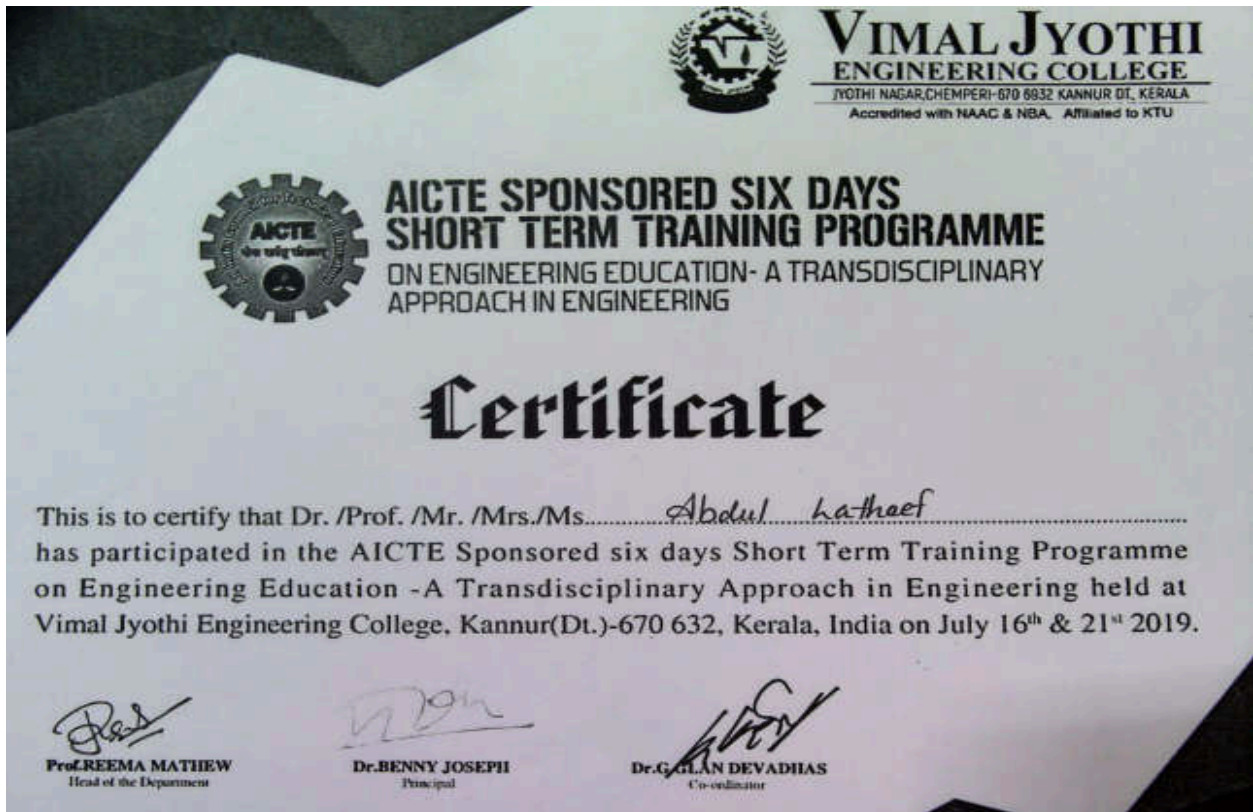 VIMAL JYOTHI
ENGINEERING COLLEGE
JYOTHI NAGAR,CHEMPERI-670 6932 KANNUR DT., KERALA
Accredited with NAAC & NBA, Affiliated to KTU
AICTE
AICTE SPONSORED SIX DAYS
SHORT TERM TRAINING PROGRAMME
ON ENGINEERING EDUCATION- A TRANSDISCIPLINARY
APPROACH IN ENGINEERING
Certificate
This is to certify that Dr. /Prof. /Mr. /Mrs./Ms. Abdul Latheef
has participated in the AICTE Sponsored six days Short Term Training Programme
on Engineering Education -A Transdisciplinary Approach in Engineering held at
Vimal Jyothi Engineering College, Kannur(Dt.)-670 632, Kerala, India on July 16th & 21st 2019.
Prof.REEMA MATHEW
Head of the Department
Dr.BENNY JOSEPH
Principal
Dr.G.GLAN DEVADHAS
Co-ordinator